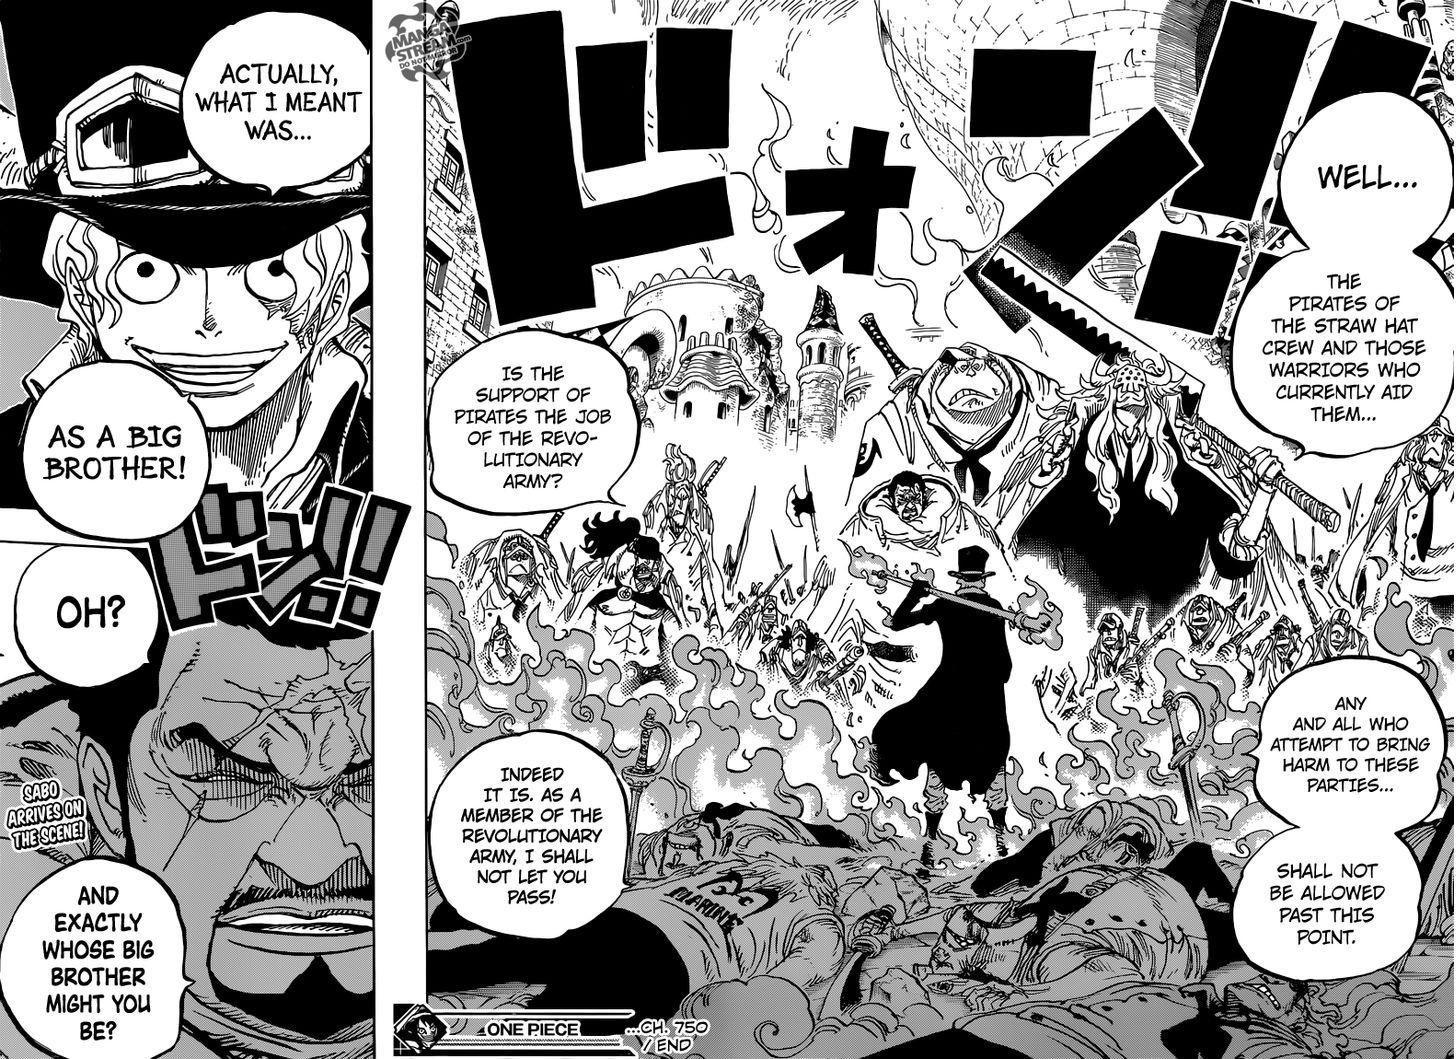 MANGA
STREAM.com
ドォン!!
WELL...
THE
PIRATES OF
THE STRAW HAT
CREW AND THOSE
WARRIORS WHO
CURRENTLY AID
THEM...
ANY
AND ALL WHO
ATTEMPT TO BRING
HARM TO THESE
PARTIES...
SHALL NOT
BE ALLOWED
PAST THIS
POINT.
IS THE
SUPPORT OF
PIRATES THE JOB
OF THE REVO-
LUTIONARY
ARMY?
INDEED
IT IS. AS A
MEMBER OF THE
REVOLUTIONARY
ARMY, I SHALL
NOT LET YOU
PASS!
MARINE
ACTUALLY,
WHAT I MEANT
WAS...
AS A BIG
BROTHER!
ドン!!
OH?
SABO
ARRIVES ON
THE SCENE!
AND
EXACTLY
WHOSE BIG
BROTHER
MIGHT YOU
BE?
ONE PIECE
...CH. 750
/ END